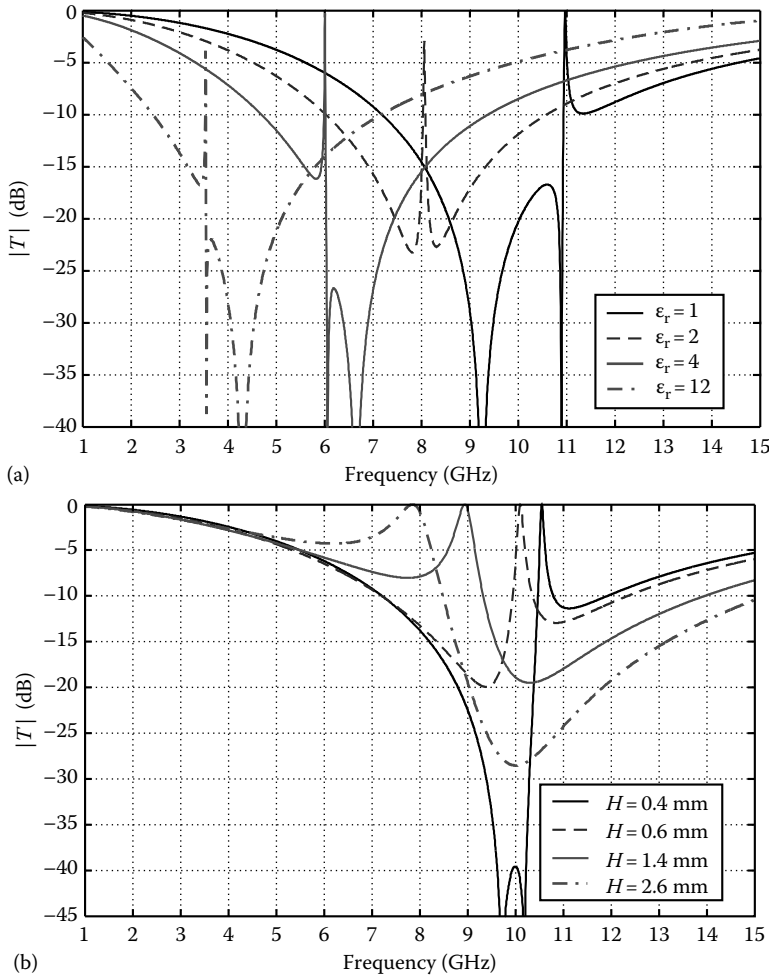 0
−5
−10
−15
−20
−25
−30
−35
−40
|T| (dB)
1 2 3 4 5 6 7 8 9 10 11 12 13 14 15
Frequency (GHz)
εr = 1
εr = 2
εr = 4
εr = 12
(a)
0
−5
−10
−15
−20
−25
−30
−35
−40
−45
|T| (dB)
1 2 3 4 5 6 7 8 9 10 11 12 13 14 15
Frequency (GHz)
H = 0.4 mm
H = 0.6 mm
H = 1.4 mm
H = 2.6 mm
(b)